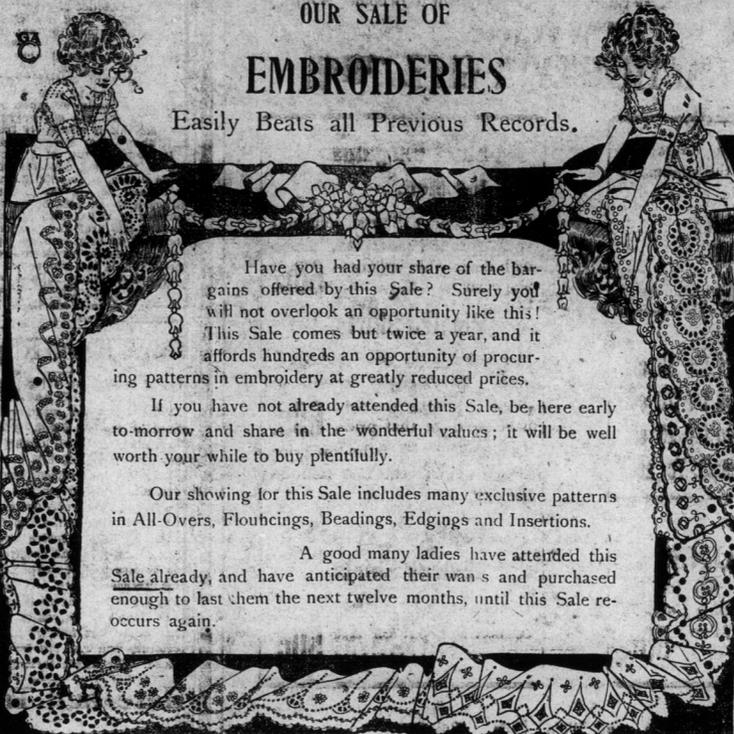 OUR SALE OF
EMBROIDERIES
Easily Beats all Previous Records.
Have you had your share of the bar-
gains offered by this Sale? Surely you
will not overlook an opportunity like this!
This Sale comes but twice a year, and it
affords hundreds an opportunity of procur-
ing patterns in embroidery at greatly reduced prices.
If you have not already attended this Sale, be here early
to-morrow and share in the wonderful values; it will be well
worth your while to buy plentifully.
Our showing for this Sale includes many exclusive patterns
in All-Overs, Flouncings, Beadings, Edgings and Insertions.
A good many ladies have attended this
Sale already, and have anticipated their wan s and purchased
enough to last them the next twelve months, until this Sale re-
occurs again.